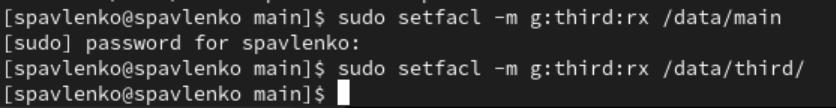 [spavlenko@spavlenko main]$ sudo setfacl -m g:third:rx /data/main
[sudo] password for spavlenko:
[spavlenko@spavlenko main]$ sudo setfacl -m g:third:rx /data/third/
[spavlenko@spavlenko main]$